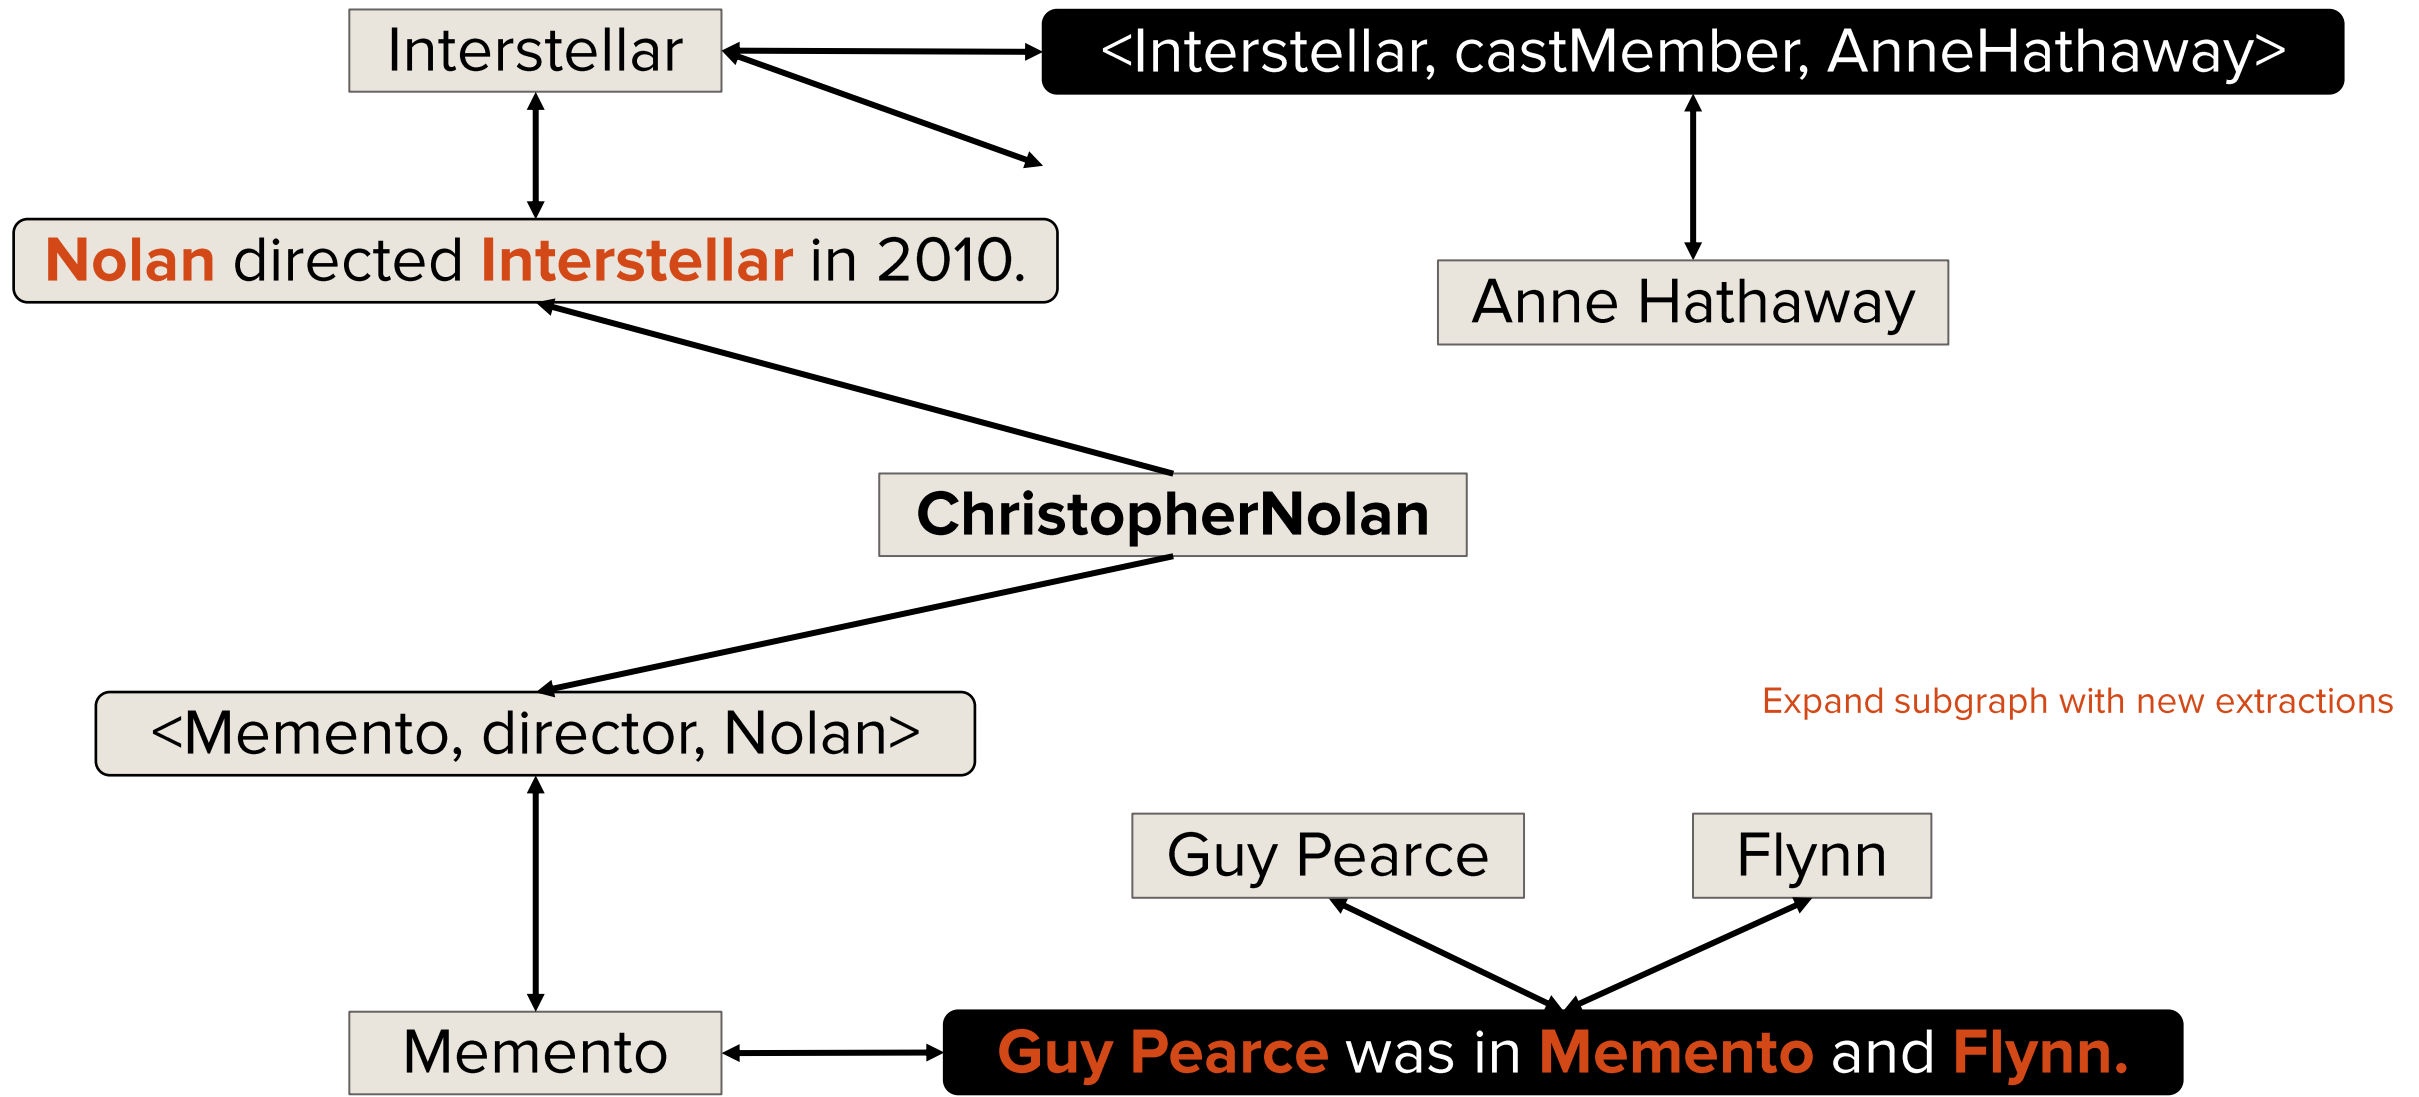 Interstellar
<Interstellar, castMember, AnneHathaway>
Nolan directed Interstellar in 2010.
Anne Hathaway
ChristopherNolan
<Memento, director, Nolan>
Expand subgraph with new extractions
Guy Pearce
Flynn
Memento
Guy Pearce was in Memento and Flynn.